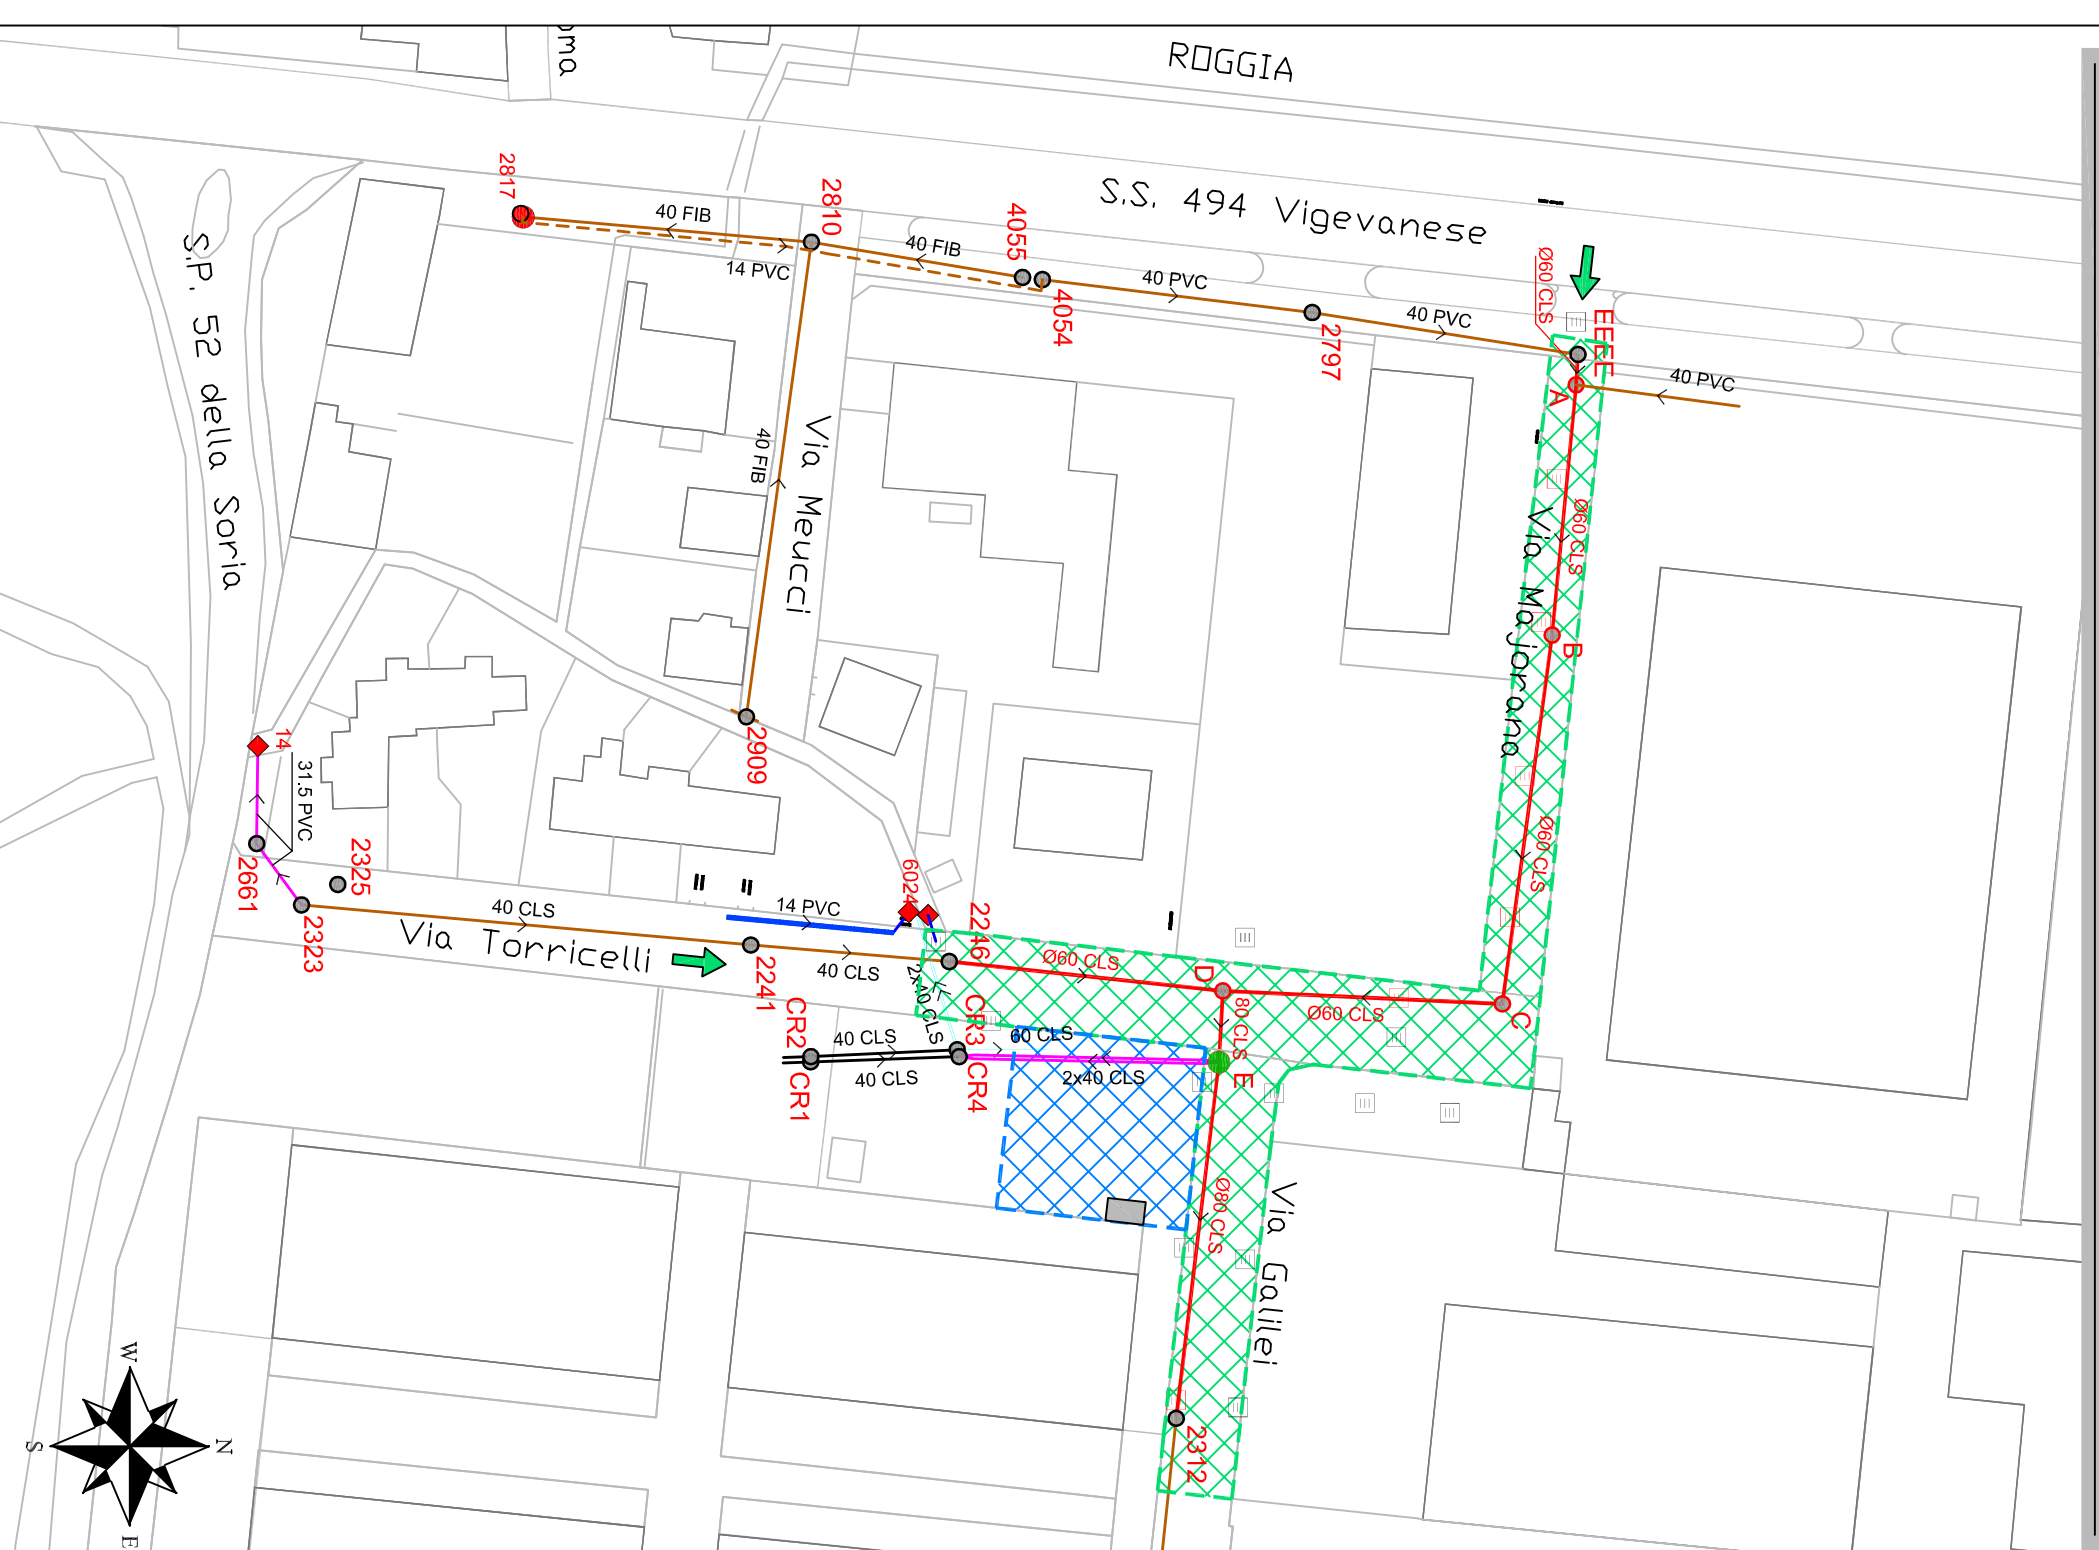 ROGGIA
S.S. 494 Vigevanese
2817
40 FIB
14 PVC
2810
40 FIB
4055
4054
40 PVC
2797
40 PVC
Ø60 CLS
EEEE
A
40 PVC
S.P. 52 della Soria
40 FIB
Via Meucci
Ø60 CLS
Via Majorana
B
Ø60 CLS
C
2909
14
31.5 PVC
2661
2325
2323
40 CLS
Via Torricelli
14 PVC
6024
2241
40 CLS
2246
2x40 CLS
Ø60 CLS
D
Ø60 CLS
80 CLS
E
CR2
CR1
40 CLS
40 CLS
CR3
CR4
60 CLS
2x40 CLS
Ø80 CLS
Via Galilei
2312
W
N
S
E